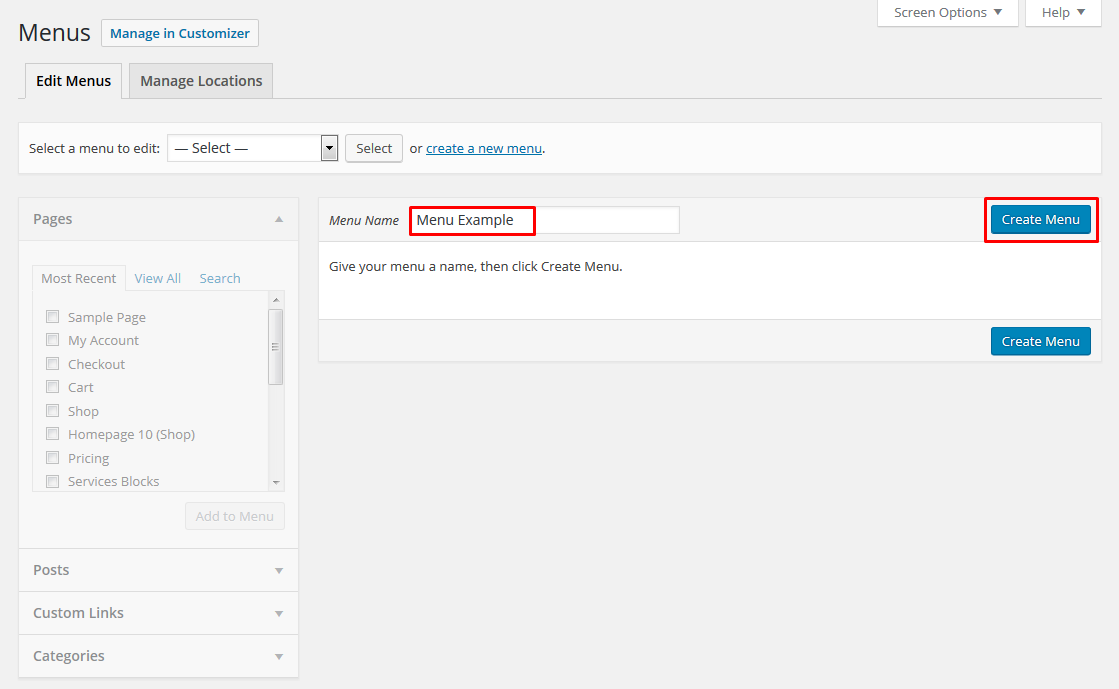 Screen Options Help
Menus Manage in Customizer
Edit Menus Manage Locations
Select a menu to edit: — Select — Select or create a new menu.
Pages
Menu Name Menu Example Create Menu
Give your menu a name, then click Create Menu.
Create Menu
Most Recent View All Search
Sample Page
My Account
Checkout
Cart
Shop
Homepage 10 (Shop)
Pricing
Services Blocks
Add to Menu
Posts
Custom Links
Categories